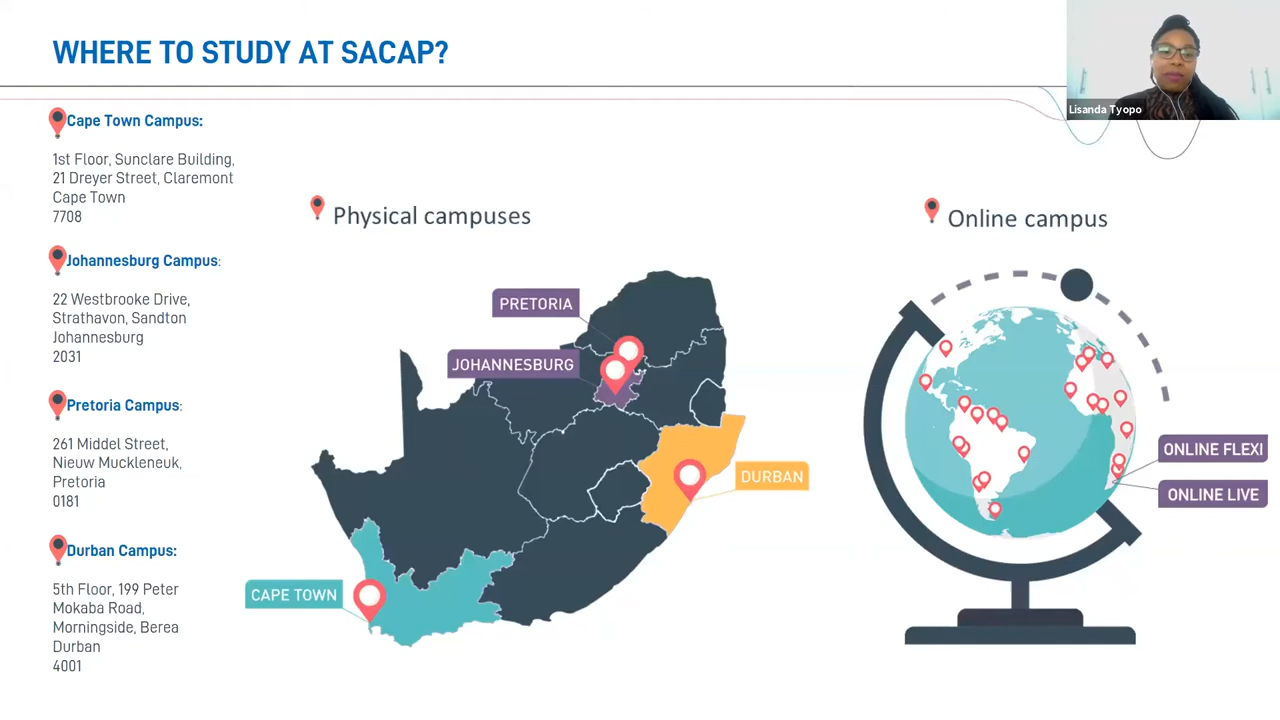 WHERE TO STUDY AT SACAP?
Lisanda Tyopo
Cape Town Campus:
1st Floor, Sunclare Building,
21 Dreyer Street, Claremont
Cape Town
7708
Johannesburg Campus:
22 Westbrooke Drive,
Strathavon, Sandton
Johannesburg
2031
Pretoria Campus:
261 Middel Street,
Nieuw Muckleneuk,
Pretoria
0181
Durban Campus:
5th Floor, 199 Peter
Mokaba Road,
Morningside, Berea
Durban
4001
Physical campuses
PRETORIA
JOHANNESBURG
DURBAN
CAPE TOWN
Online campus
ONLINE FLEXI
ONLINE LIVE